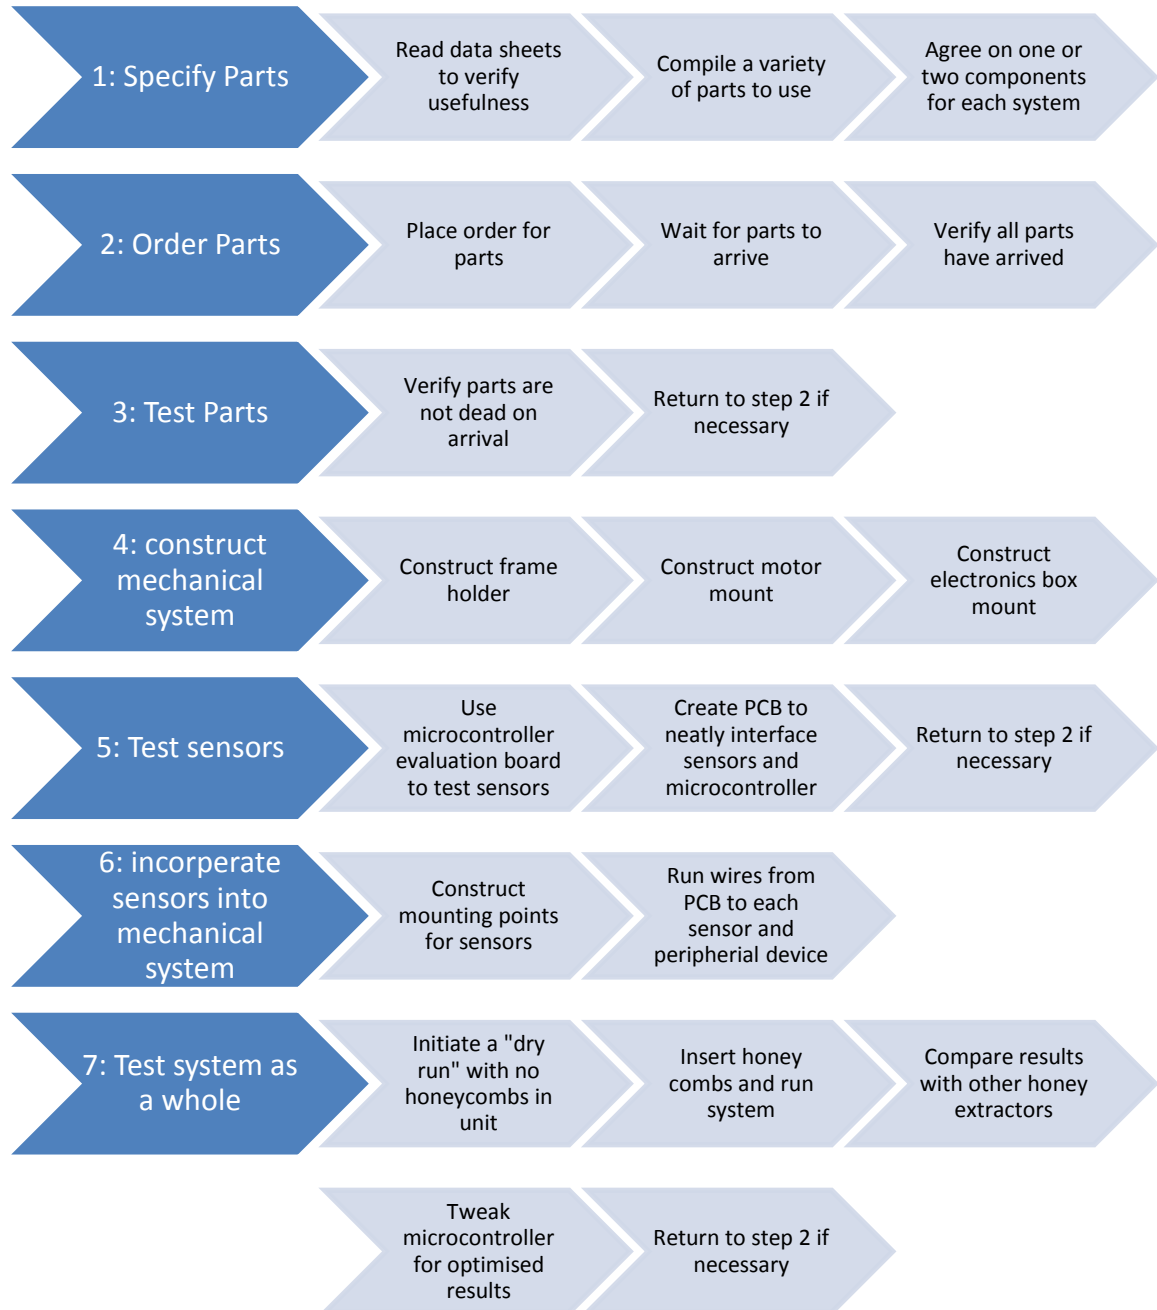 1: Specify Parts
Read data sheets
to verify
usefulness
Compile a variety
of parts to use
Agree on one or
two components
for each system
2: Order Parts
Place order for
parts
Wait for parts to
arrive
Verify all parts
have arrived
3: Test Parts
Verify parts are
not dead on
arrival
Return to step 2 if
necessary
4: construct
mechanical
system
Construct frame
holder
Construct motor
mount
Construct
electronics box
mount
5: Test sensors
Use
microcontroller
evaluation board
to test sensors
Create PCB to
neatly interface
sensors and
microcontroller
Return to step 2 if
necessary
6: incorperate
sensors into
mechanical
system
Construct
mounting points
for sensors
Run wires from
PCB to each
sensor and
peripherial device
7: Test system as
a whole
Initiate a "dry
run" with no
honeycombs in
unit
Insert honey
combs and run
system
Compare results
with other honey
extractors
Tweak
microcontroller
for optimised
results
Return to step 2 if
necessary